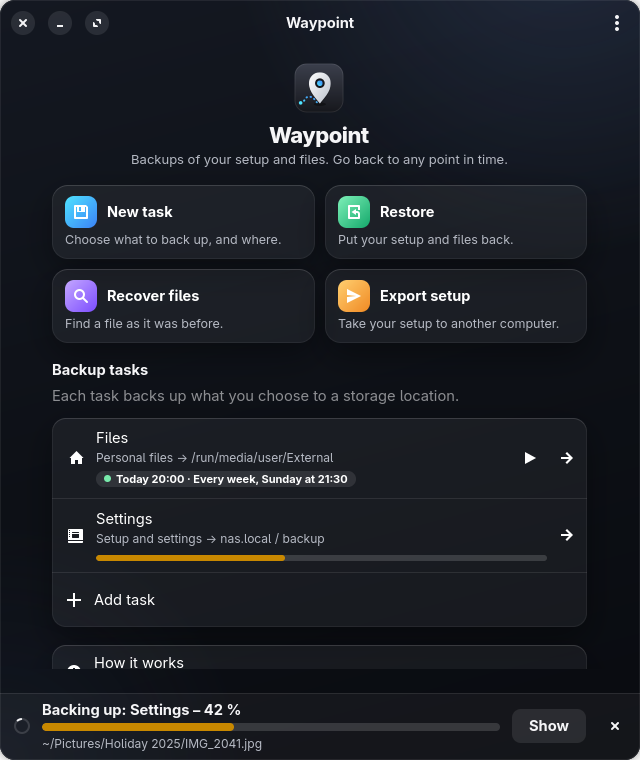 Waypoint
Waypoint
Backups of your setup and files. Go back to any point in time.
New task
Choose what to back up, and where.
Restore
Put your setup and files back.
Recover files
Find a file as it was before.
Export setup
Take your setup to another computer.
Backup tasks
Each task backs up what you choose to a storage location.
Files
Personal files → /run/media/user/External
Today 20:00 · Every week, Sunday at 21:30
Settings
Setup and settings → nas.local / backup
Add task
How it works
Backing up: Settings – 42 %
~/Pictures/Holiday 2025/IMG_2041.jpg
Show